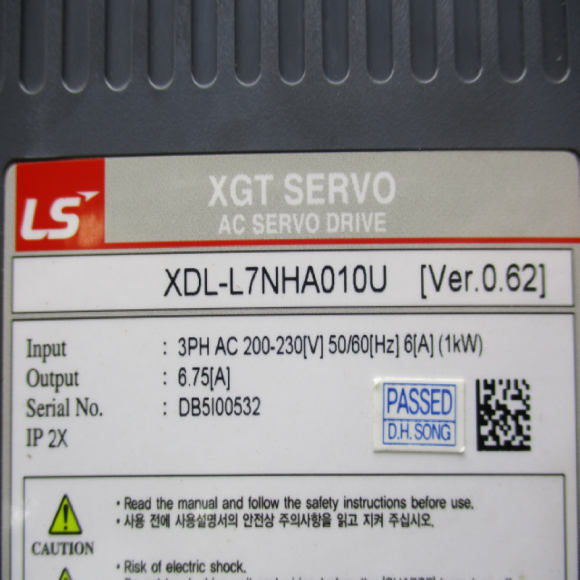 LS
XGT SERVO
AC SERVO DRIVE
XDL-L7NHA010U [Ver.0.62]
Input : 3PH AC 200-230[V] 50/60[Hz] 6[A] (1kW)
Output : 6.75[A]
Serial No. : DB5I00532
IP 2X
PASSED
D.H. SONG
• Read the manual and follow the safety instructions before use.
• 사용 전에 사용설명서의 안전상 주의사항을 읽고 지켜 주십시오.
CAUTION
• Risk of electric shock.